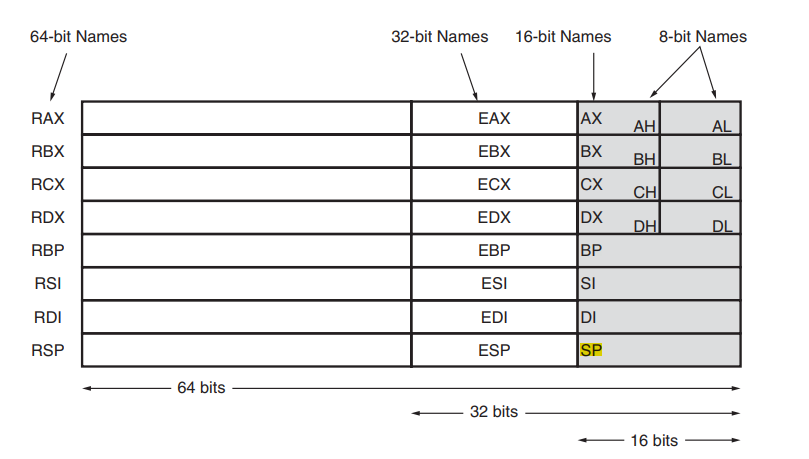 64-bit Names 32-bit Names 16-bit Names 8-bit Names
RAX EAX AX AH AL
RBX EBX BX BH BL
RCX ECX CX CH CL
RDX EDX DX DH DL
RBP EBP BP
RSI ESI SI
RDI EDI DI
RSP ESP SP
64 bits
32 bits
16 bits